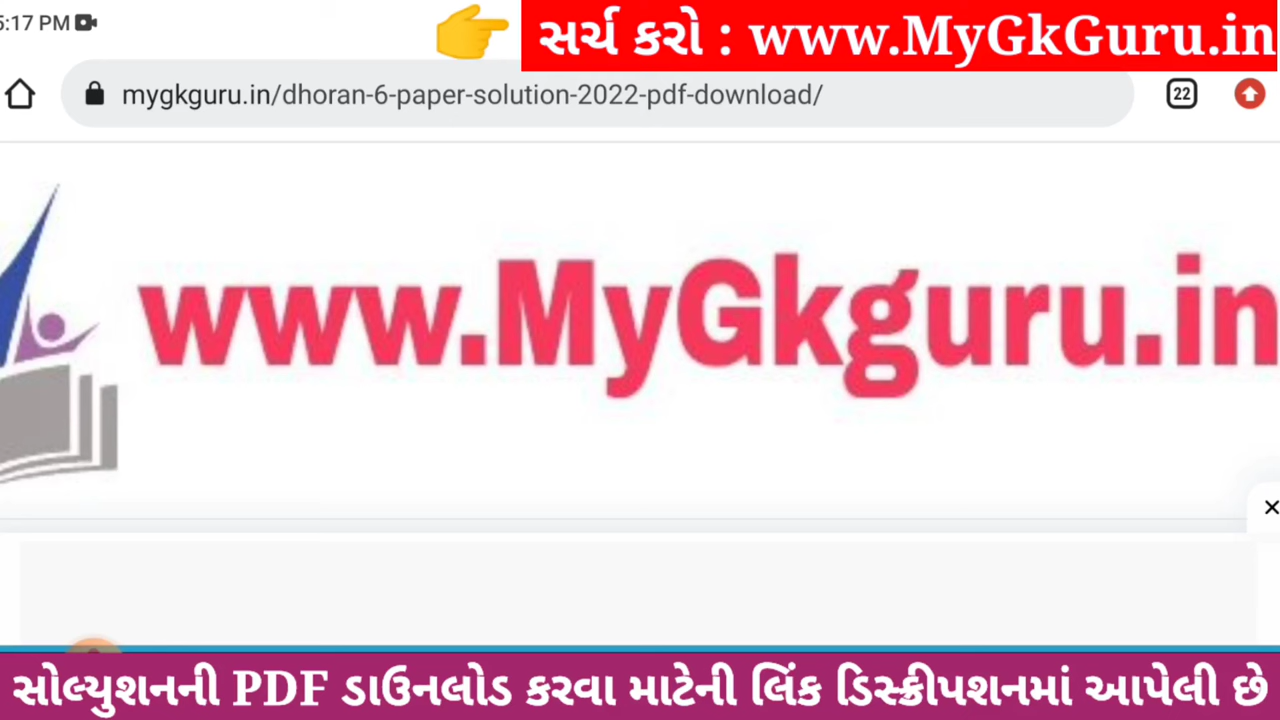 5:17 PM
👉 સર્ચ કરો : www.MyGkGuru.in
mygkguru.in/dhoran-6-paper-solution-2022-pdf-download/
22
www.MyGkguru.in
સોલ્યુશનની PDF ડાઉનલોડ કરવા માટેની લિંક ડિસ્ક્રીપશનમાં આપેલી છે